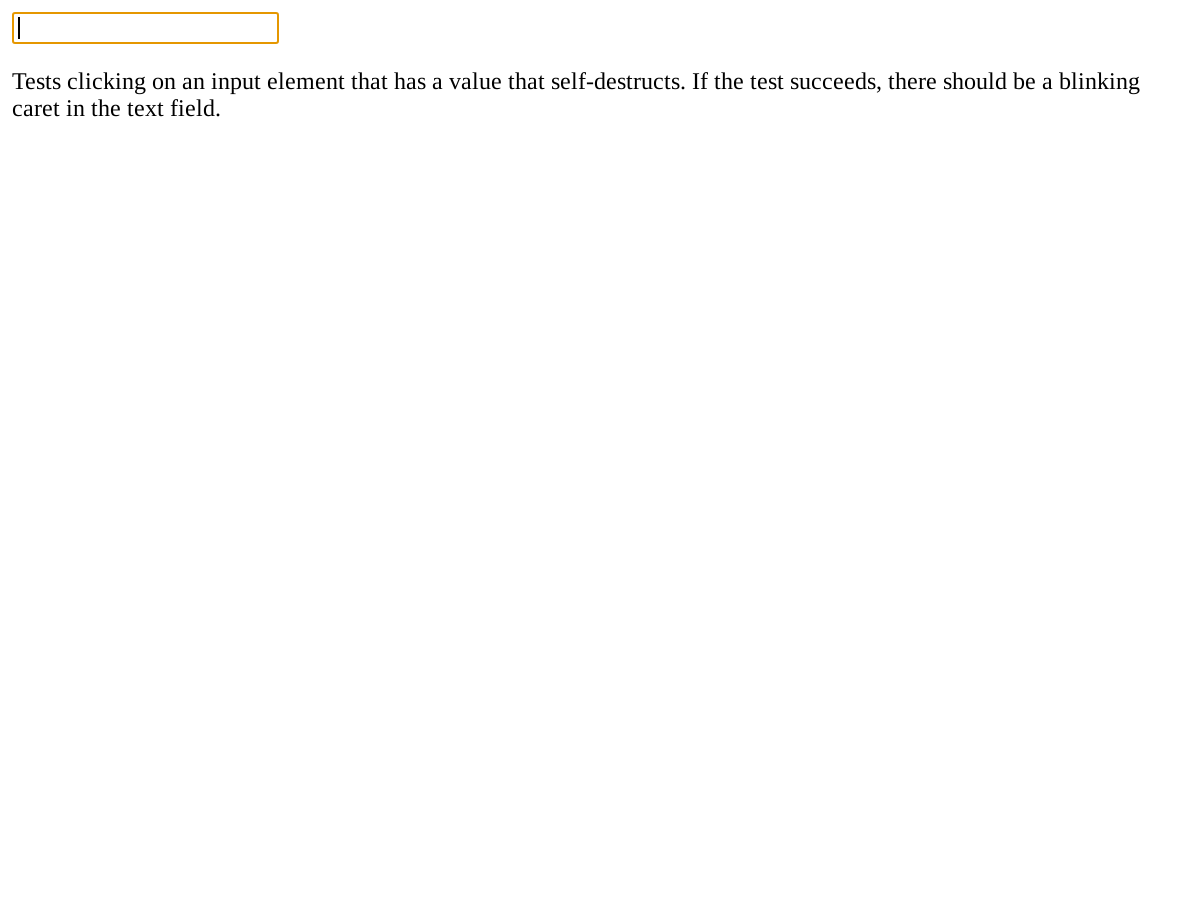 Tests clicking on an input element that has a value that self-destructs. If the test succeeds, there should be a blinking
caret in the text field.